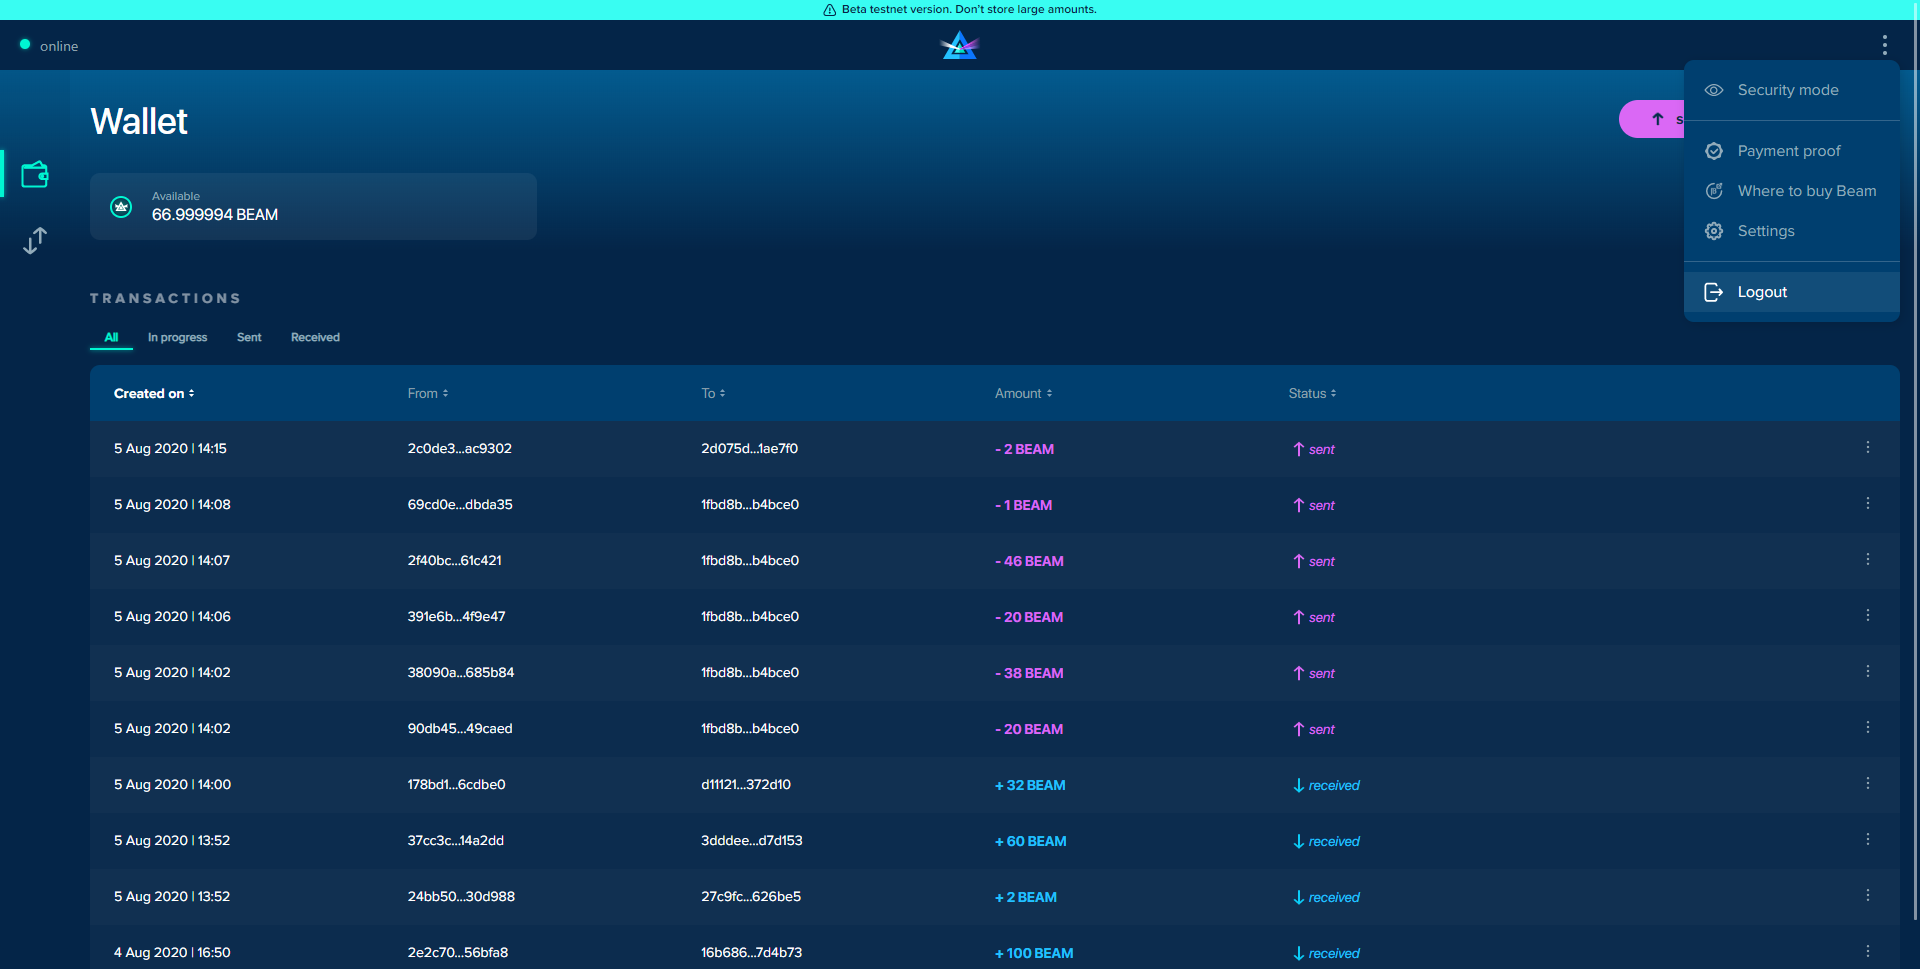 Beta testnet version. Don't store large amounts.
online
Security mode
Payment proof
Where to buy Beam
Settings
Logout
Wallet
Available
66.999994 BEAM
TRANSACTIONS
All In progress Sent Received
Created on From To Amount Status
5 Aug 2020 | 14:15 2c0de3...ac9302 2d075d...1ae7f0 - 2 BEAM sent
5 Aug 2020 | 14:08 69cd0e...dbda35 1fbd8b...b4bce0 - 1 BEAM sent
5 Aug 2020 | 14:07 2f40bc...61c421 1fbd8b...b4bce0 - 46 BEAM sent
5 Aug 2020 | 14:06 391e6b...4f9e47 1fbd8b...b4bce0 - 20 BEAM sent
5 Aug 2020 | 14:02 38090a...685b84 1fbd8b...b4bce0 - 38 BEAM sent
5 Aug 2020 | 14:02 90db45...49caed 1fbd8b...b4bce0 - 20 BEAM sent
5 Aug 2020 | 14:00 178bd1...6cdbe0 d11121...372d10 + 32 BEAM received
5 Aug 2020 | 13:52 37cc3c...14a2dd 3dddee...d7d153 + 60 BEAM received
5 Aug 2020 | 13:52 24bb50...30d988 27c9fc...626be5 + 2 BEAM received
4 Aug 2020 | 16:50 2e2c70...56bfa8 16b686...7d4b73 + 100 BEAM received